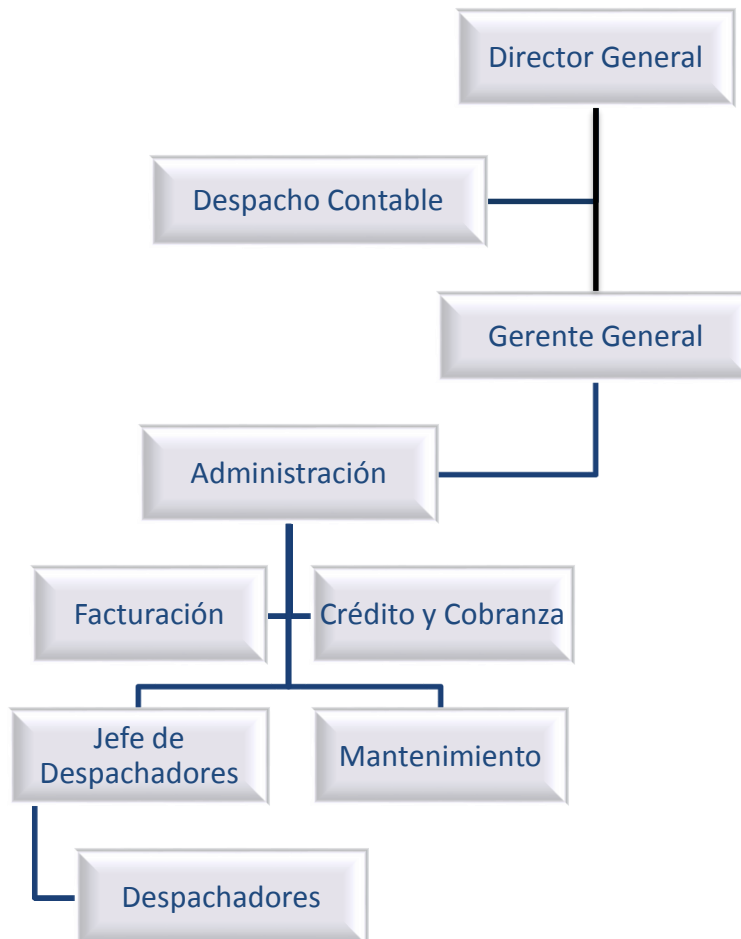 Director General
Despacho Contable
Gerente General
Administración
Facturación
Crédito y Cobranza
Jefe de
Despachadores
Mantenimiento
Despachadores